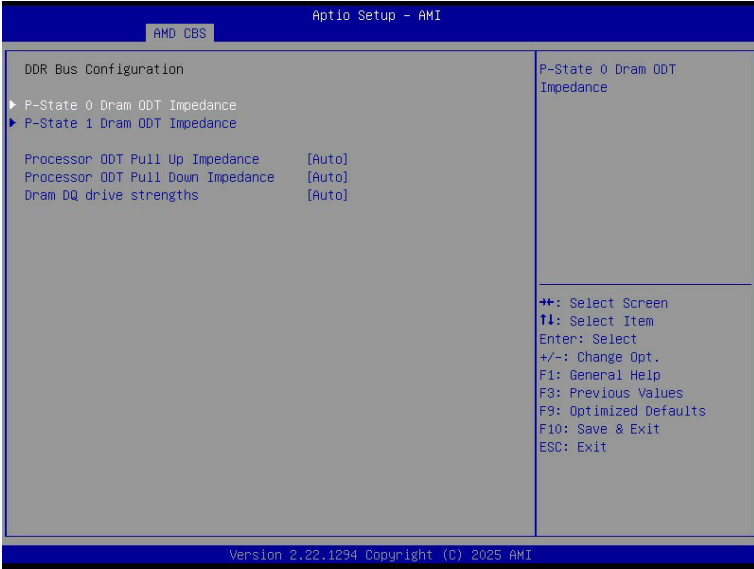 Aptio Setup – AMI
AMD CBS
DDR Bus Configuration
P-State 0 Dram ODT Impedance
P-State 1 Dram ODT Impedance
Processor ODT Pull Up Impedance [Auto]
Processor ODT Pull Down Impedance [Auto]
Dram DQ drive strengths [Auto]
P-State 0 Dram ODT
Impedance
→←: Select Screen
↑↓: Select Item
Enter: Select
+/-: Change Opt.
F1: General Help
F3: Previous Values
F9: Optimized Defaults
F10: Save & Exit
ESC: Exit
Version 2.22.1294 Copyright (C) 2025 AMI